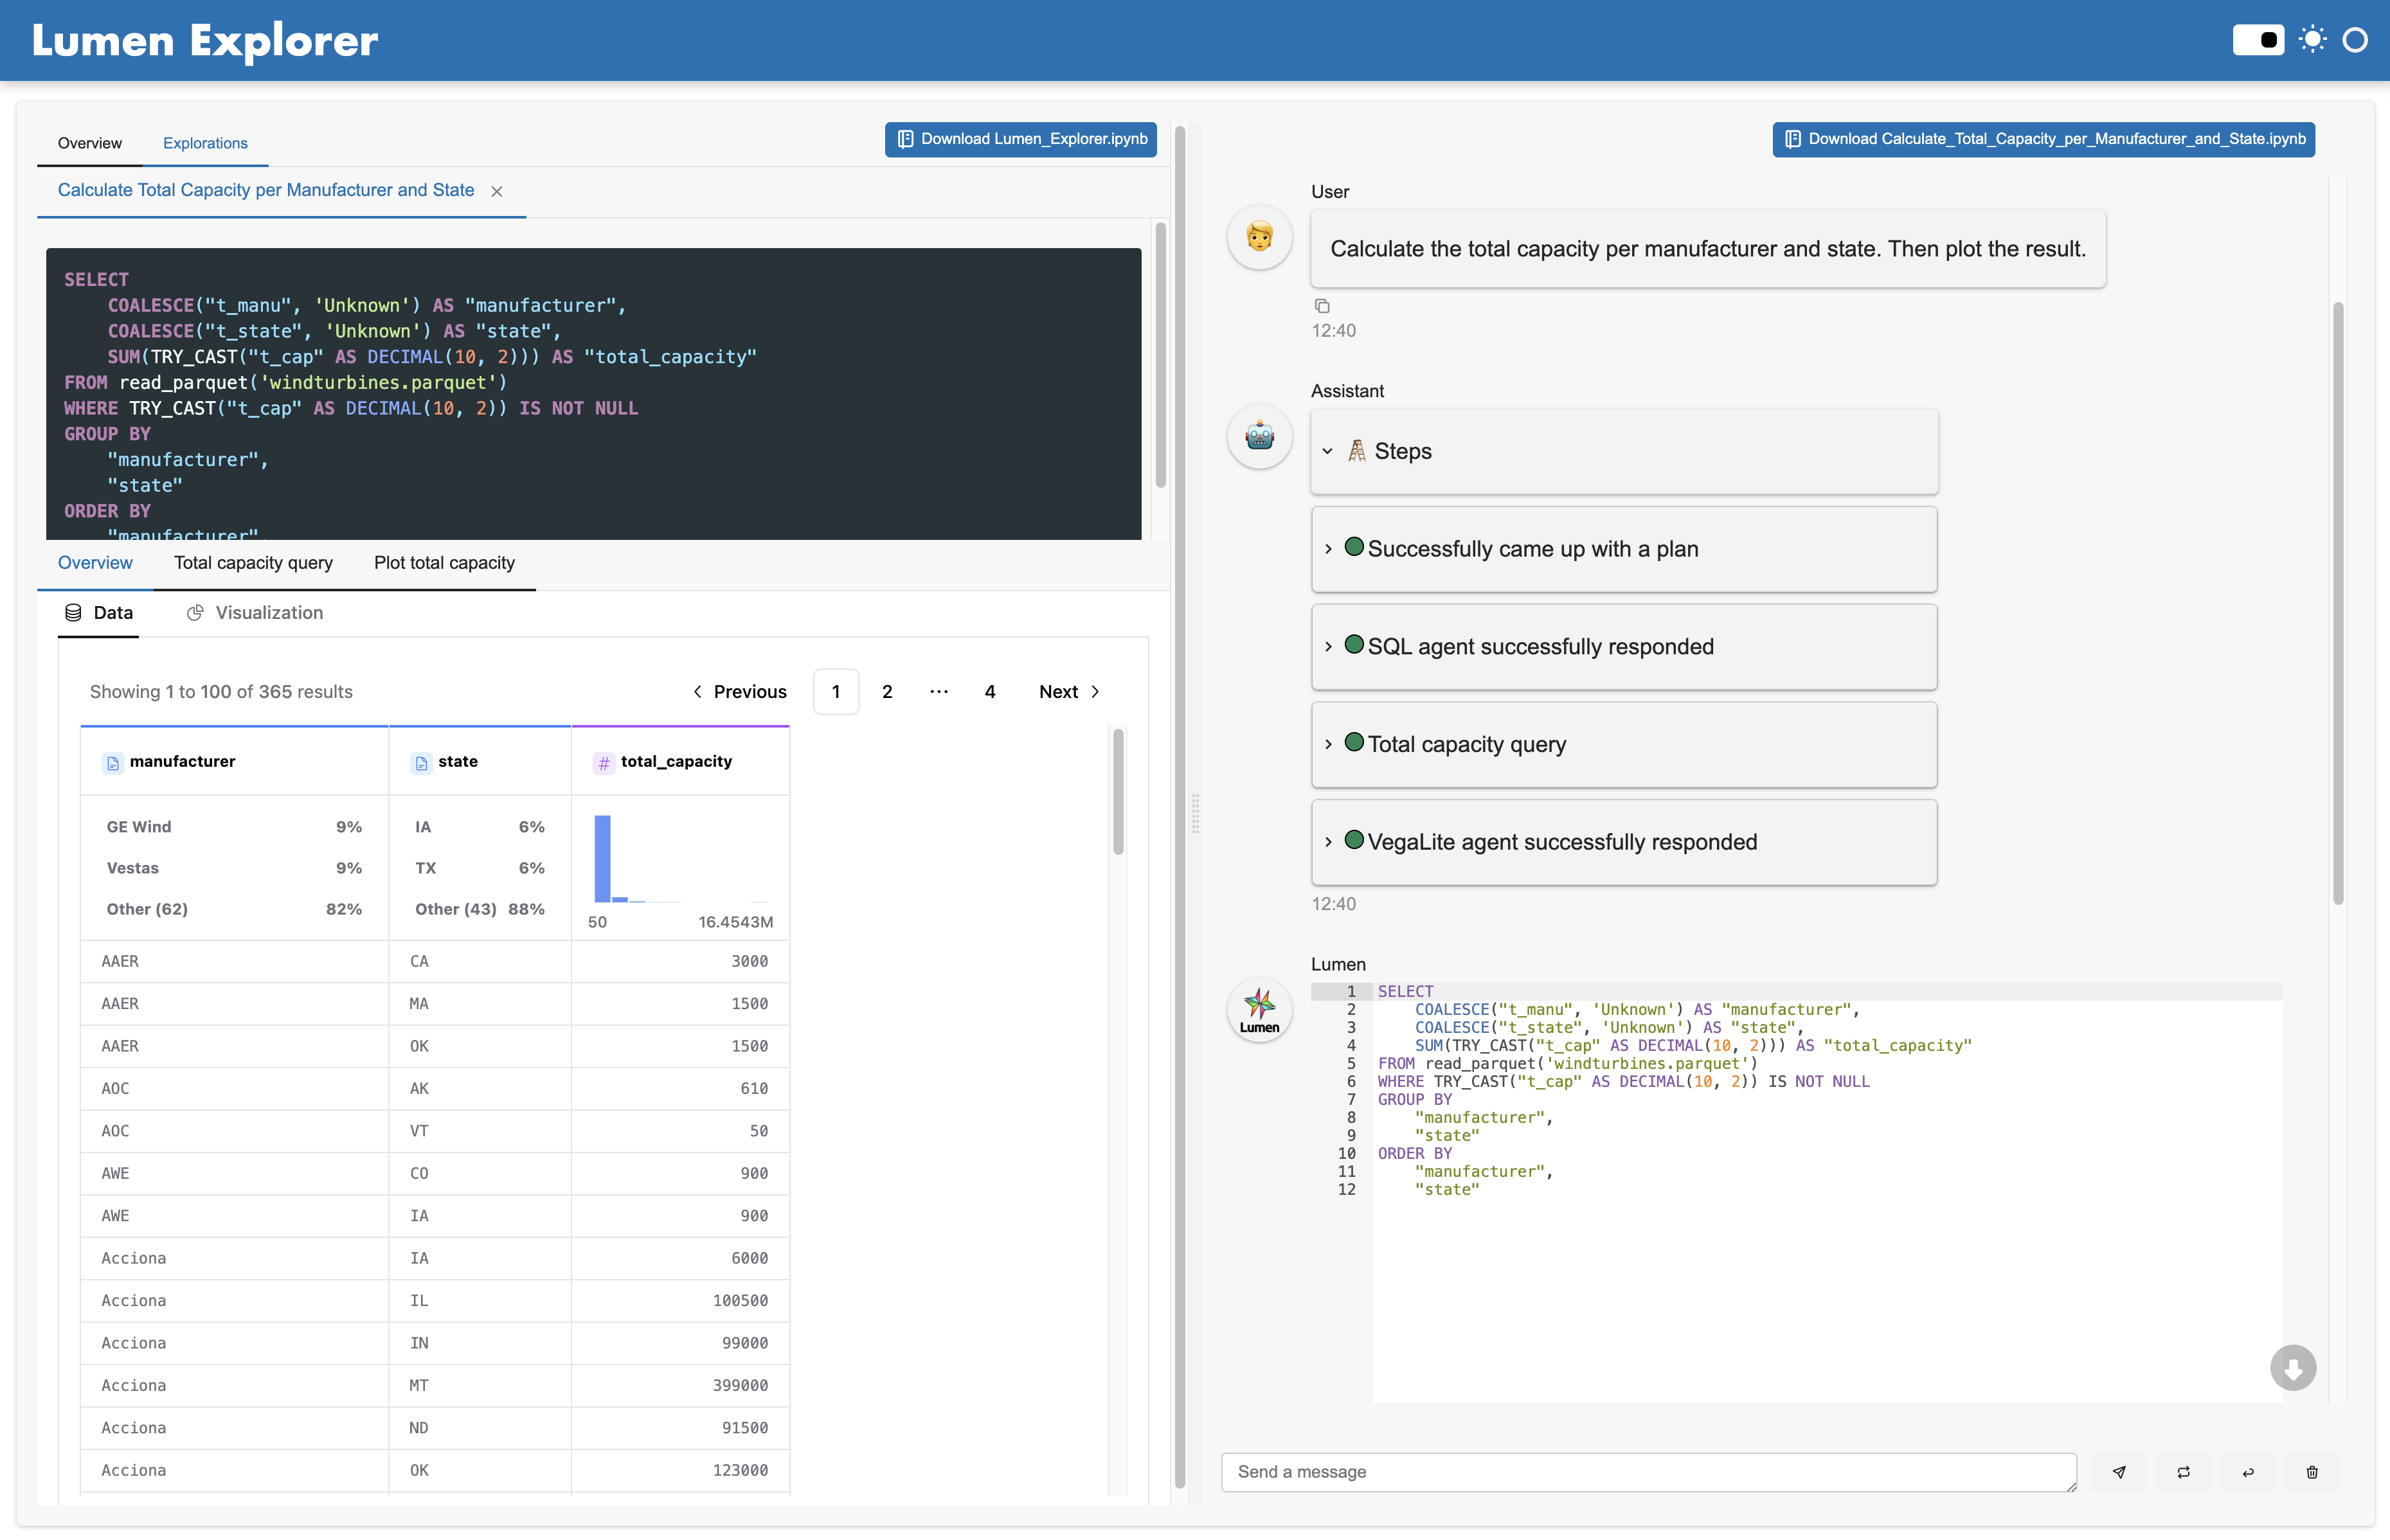 Lumen Explorer
Overview
Explorations
Download Lumen_Explorer.ipynb
Calculate Total Capacity per Manufacturer and State
SELECT
    COALESCE("t_manu", 'Unknown') AS "manufacturer",
    COALESCE("t_state", 'Unknown') AS "state",
    SUM(TRY_CAST("t_cap" AS DECIMAL(10, 2))) AS "total_capacity"
FROM read_parquet('windturbines.parquet')
WHERE TRY_CAST("t_cap" AS DECIMAL(10, 2)) IS NOT NULL
GROUP BY
    "manufacturer",
    "state"
ORDER BY
    "manufacturer",
Overview
Total capacity query
Plot total capacity
Data
Visualization
Showing 1 to 100 of 365 results
Previous 1 2 ··· 4 Next
manufacturer state # total_capacity
GE Wind 9% IA 6%
Vestas 9% TX 6%
Other (62) 82% Other (43) 88%
50 16.4543M
AAER CA 3000
AAER MA 1500
AAER OK 1500
AOC AK 610
AOC VT 50
AWE CO 900
AWE IA 900
Acciona IA 6000
Acciona IL 100500
Acciona IN 99000
Acciona MT 399000
Acciona ND 91500
Acciona OK 123000
Download Calculate_Total_Capacity_per_Manufacturer_and_State.ipynb
User
Calculate the total capacity per manufacturer and state. Then plot the result.
12:40
Assistant
Steps
Successfully came up with a plan
SQL agent successfully responded
Total capacity query
VegaLite agent successfully responded
12:40
Lumen
Lumen
1 SELECT
2     COALESCE("t_manu", 'Unknown') AS "manufacturer",
3     COALESCE("t_state", 'Unknown') AS "state",
4     SUM(TRY_CAST("t_cap" AS DECIMAL(10, 2))) AS "total_capacity"
5 FROM read_parquet('windturbines.parquet')
6 WHERE TRY_CAST("t_cap" AS DECIMAL(10, 2)) IS NOT NULL
7 GROUP BY
8     "manufacturer",
9     "state"
10 ORDER BY
11     "manufacturer",
12     "state"
Send a message